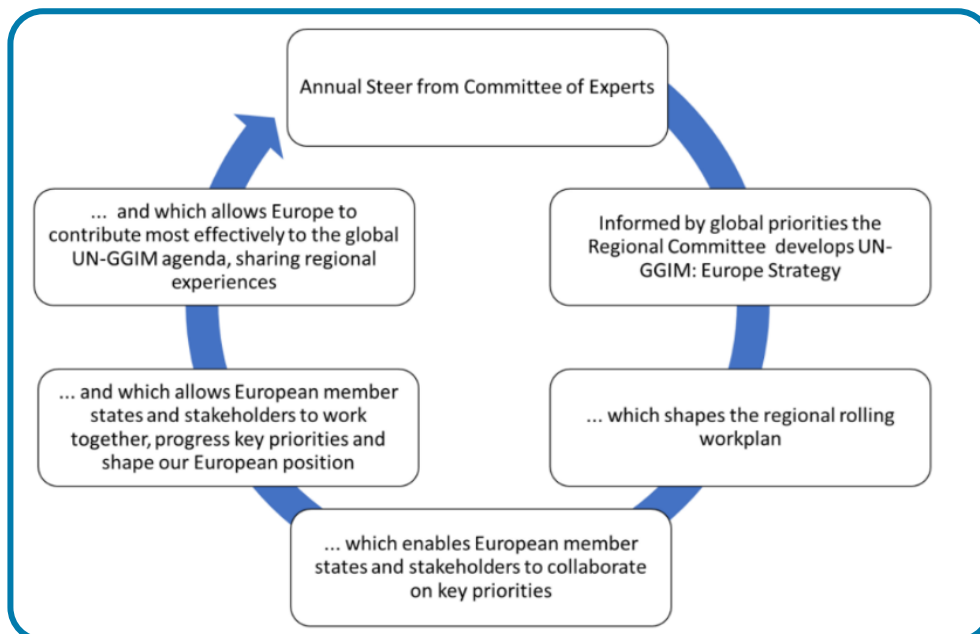 Annual Steer from Committee of Experts
Informed by global priorities the
Regional Committee develops UN-
GGIM: Europe Strategy
... which shapes the regional rolling
workplan
... which enables European member
states and stakeholders to collaborate
on key priorities
... and which allows European member
states and stakeholders to work
together, progress key priorities and
shape our European position
... and which allows Europe to
contribute most effectively to the global
UN-GGIM agenda, sharing regional
experiences